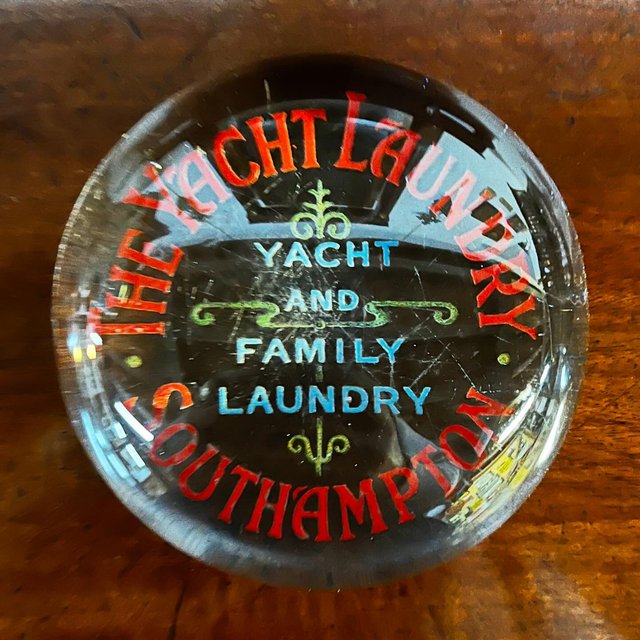 THE YACHT LAUNDRY
YACHT
AND
FAMILY
LAUNDRY
SOUTHAMPTON